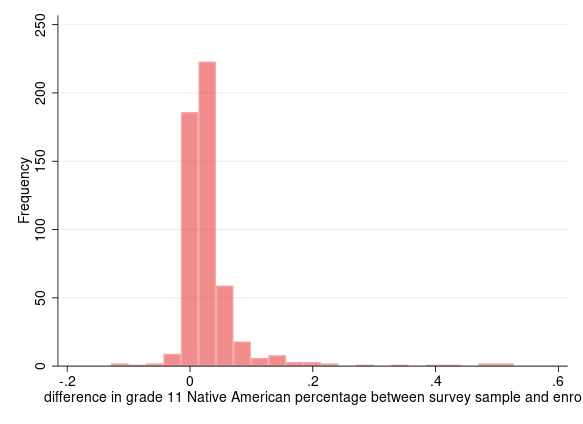 250
200
150
100
50
0
Frequency
-.2 0 .2 .4 .6
difference in grade 11 Native American percentage between survey sample and enro